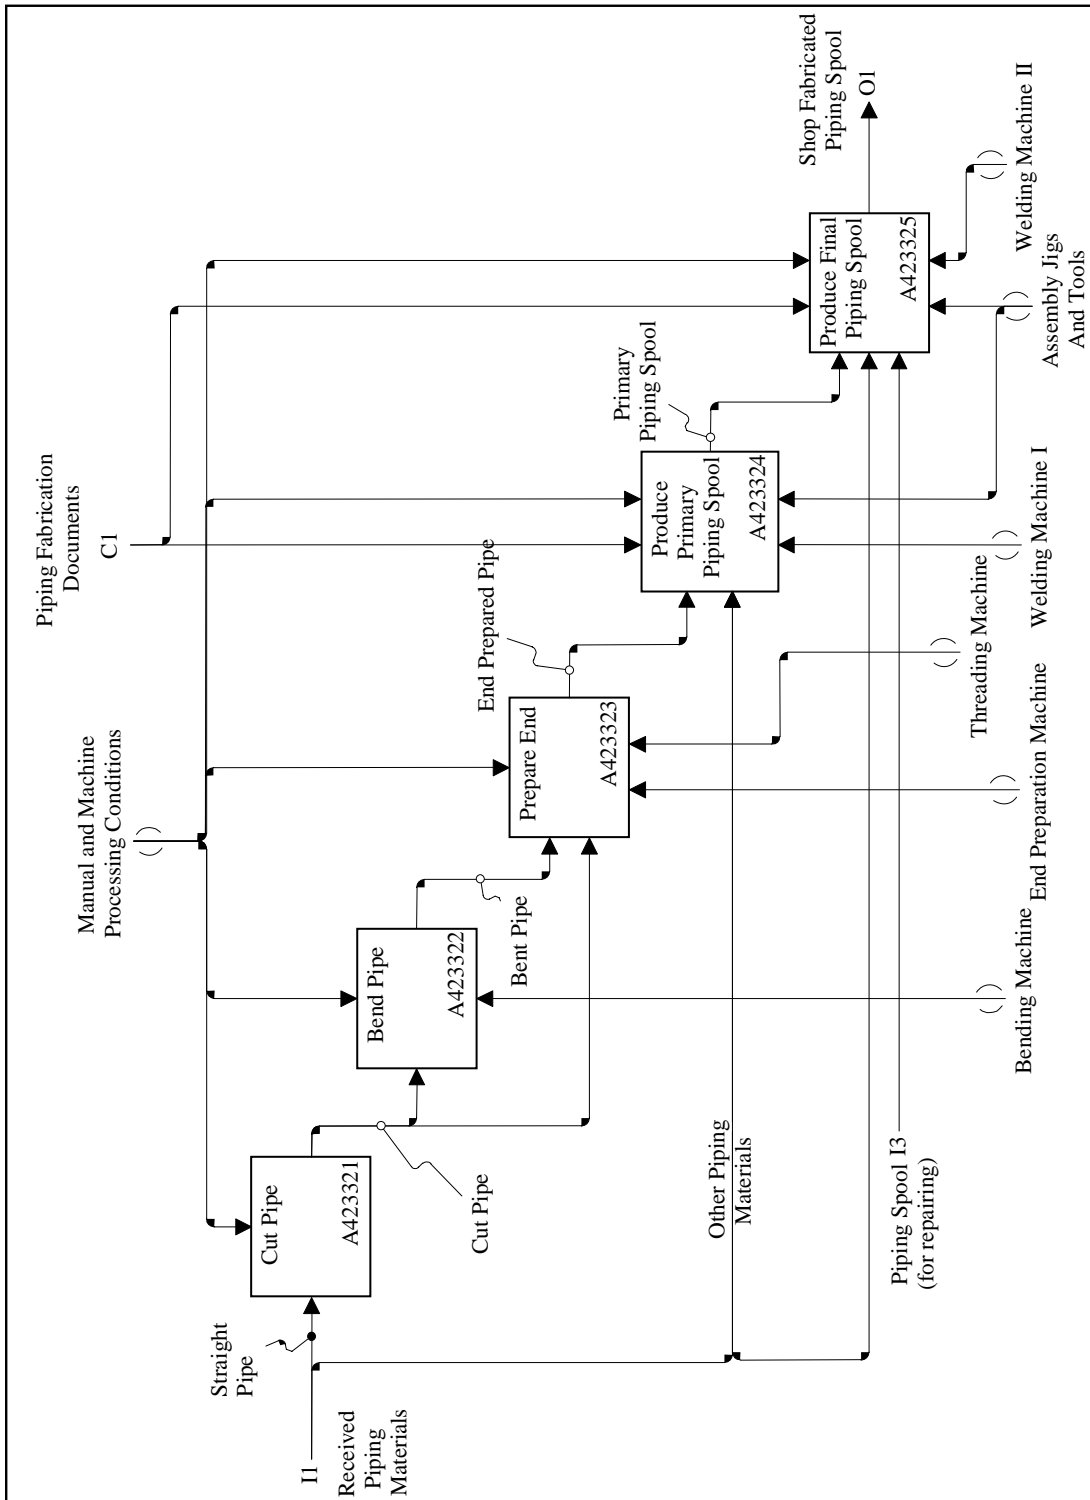 Piping Fabrication
Documents
C1
Manual and Machine
Processing Conditions
Shop Fabricated
Piping Spool
O1
Straight
Pipe
I1
Received
Piping
Materials
Cut Pipe
A423321
Cut Pipe
Bend Pipe
A423322
Bent Pipe
Prepare End
A423323
End Prepared Pipe
Produce
Primary
Piping Spool
A423324
Primary
Piping Spool
Produce Final
Piping Spool
A423325
Other Piping
Materials
Piping Spool I3
(for repairing)
Bending Machine
End Preparation Machine
Threading Machine
Welding Machine I
Assembly Jigs
And Tools
Welding Machine II